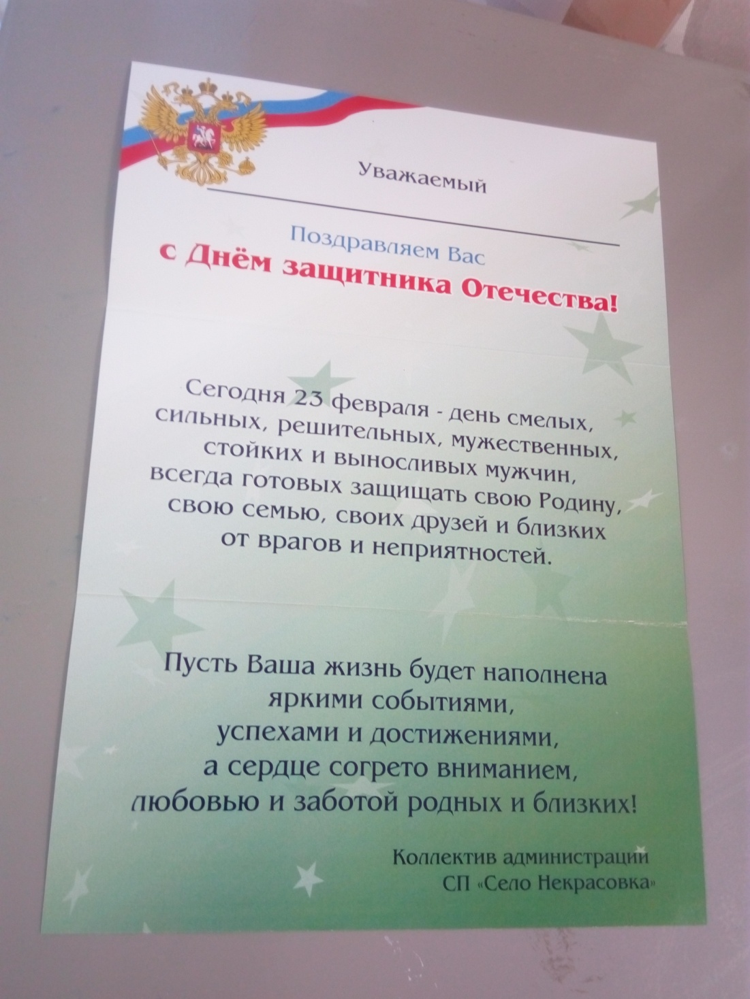 Уважаемый
Поздравляем Вас
с Днём защитника Отечества!
Сегодня 23 февраля - день смелых,
сильных, решительных, мужественных,
стойких и выносливых мужчин,
всегда готовых защищать свою Родину,
свою семью, своих друзей и близких
от врагов и неприятностей.
Пусть Ваша жизнь будет наполнена
яркими событиями,
успехами и достижениями,
а сердце согрето вниманием,
любовью и заботой родных и близких!
Коллектив администрации
СП «Село Некрасовка»